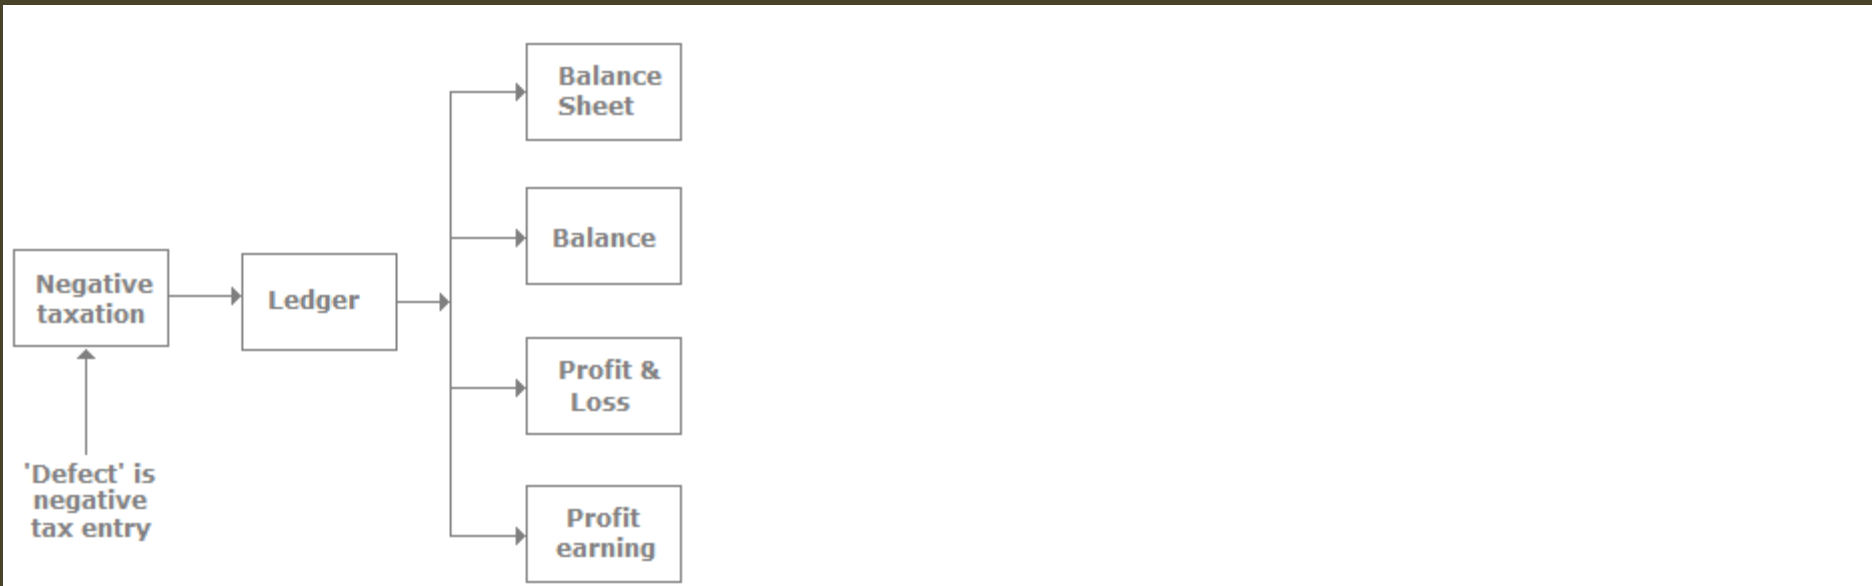 Balance
Sheet
Balance
Negative
taxation
Ledger
Profit &
Loss
'Defect' is
negative
tax entry
Profit
earning